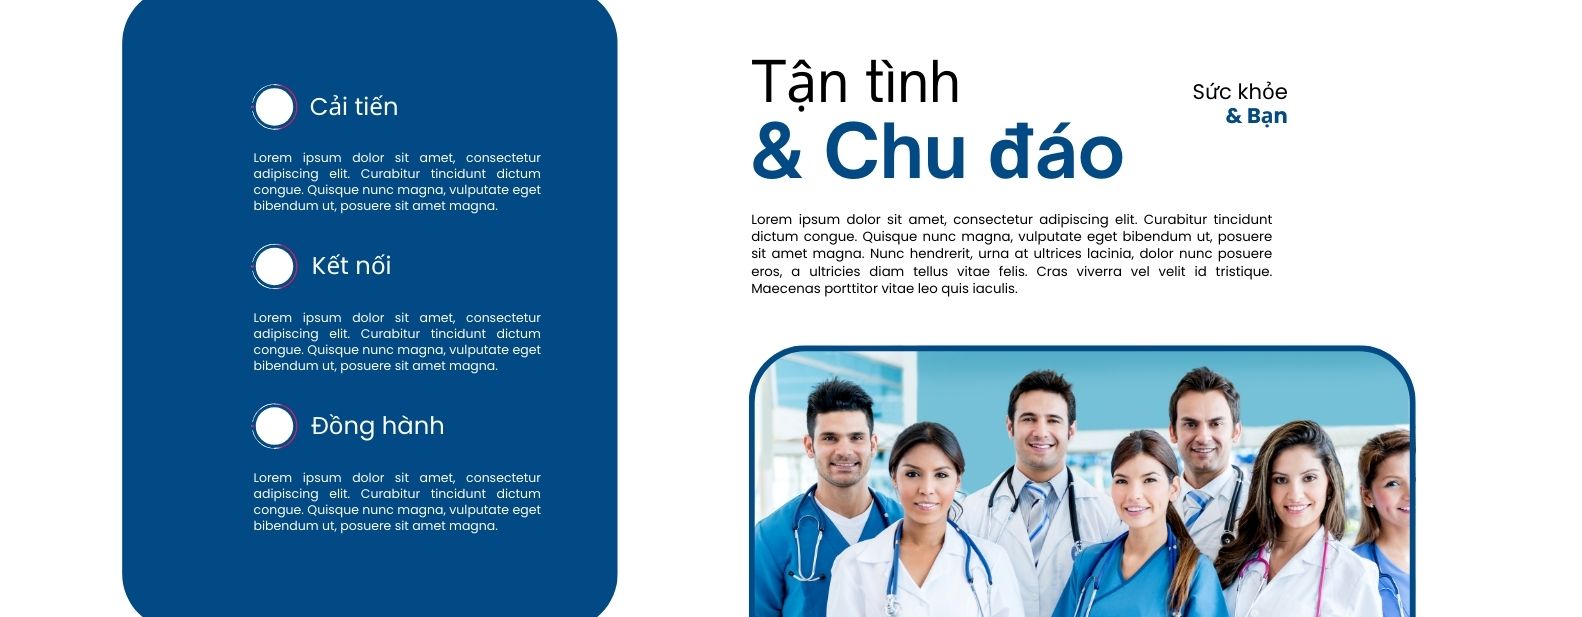 Cải tiến
Lorem ipsum dolor sit amet, consectetur
adipiscing elit. Curabitur tincidunt dictum
congue. Quisque nunc magna, vulputate eget
bibendum ut, posuere sit amet magna.
Kết nối
Lorem ipsum dolor sit amet, consectetur
adipiscing elit. Curabitur tincidunt dictum
congue. Quisque nunc magna, vulputate eget
bibendum ut, posuere sit amet magna.
Đồng hành
Lorem ipsum dolor sit amet, consectetur
adipiscing elit. Curabitur tincidunt dictum
congue. Quisque nunc magna, vulputate eget
bibendum ut, posuere sit amet magna.
Tận tình
& Chu đáo
Sức khỏe
& Bạn
Lorem ipsum dolor sit amet, consectetur adipiscing elit. Curabitur tincidunt
dictum congue. Quisque nunc magna, vulputate eget bibendum ut, posuere
sit amet magna. Nunc hendrerit, urna at ultrices lacinia, dolor nunc posuere
eros, a ultricies diam tellus vitae felis. Cras viverra vel velit id tristique.
Maecenas porttitor vitae leo quis iaculis.